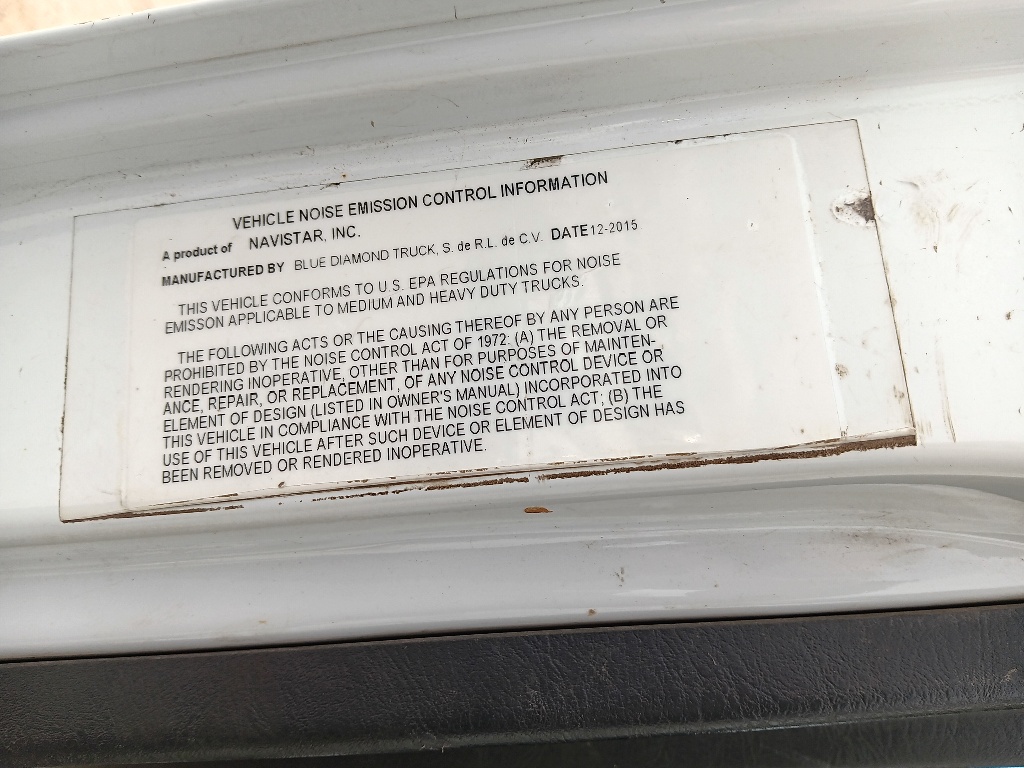 VEHICLE NOISE EMISSION CONTROL INFORMATION
A product of NAVISTAR, INC.
MANUFACTURED BY BLUE DIAMOND TRUCK, S. de R.L. de C.V. DATE 12-2015
THIS VEHICLE CONFORMS TO U.S. EPA REGULATIONS FOR NOISE
EMISSON APPLICABLE TO MEDIUM AND HEAVY DUTY TRUCKS.
THE FOLLOWING ACTS OR THE CAUSING THEREOF BY ANY PERSON ARE
PROHIBITED BY THE NOISE CONTROL ACT OF 1972: (A) THE REMOVAL OR
RENDERING INOPERATIVE, OTHER THAN FOR PURPOSES OF MAINTEN-
ANCE, REPAIR, OR REPLACEMENT, OF ANY NOISE CONTROL DEVICE OR
ELEMENT OF DESIGN (LISTED IN OWNER'S MANUAL) INCORPORATED INTO
THIS VEHICLE IN COMPLIANCE WITH THE NOISE CONTROL ACT; (B) THE
USE OF THIS VEHICLE AFTER SUCH DEVICE OR ELEMENT OF DESIGN HAS
BEEN REMOVED OR RENDERED INOPERATIVE.